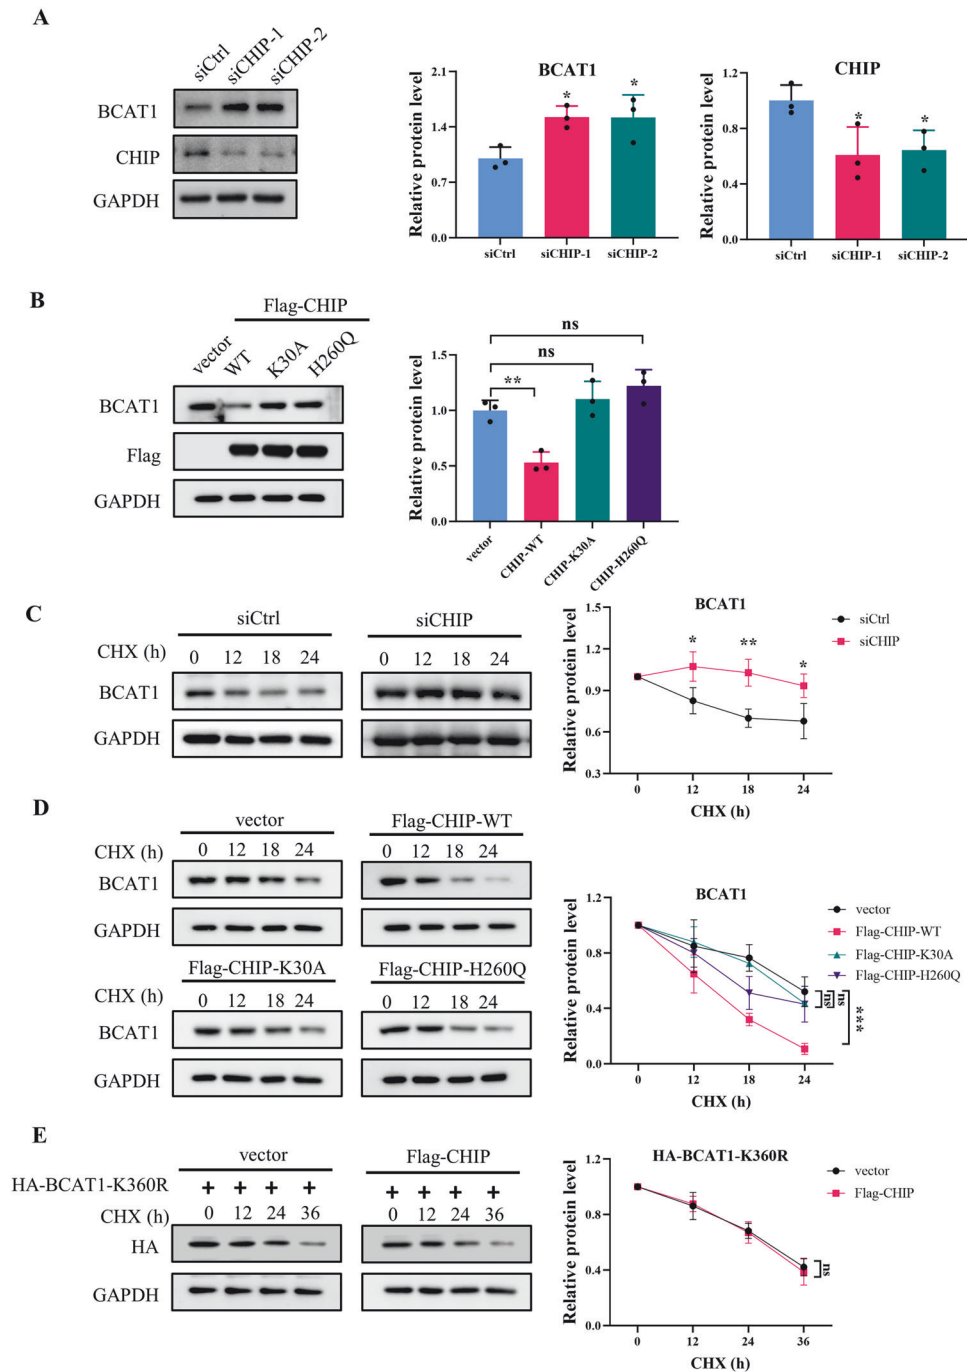 A
siCtrl siCHIP-1 siCHIP-2
BCAT1
CHIP
GAPDH
BCAT1
Relative protein level
2.1
1.4
0.7
0.0
* *
siCtrl siCHIP-1 siCHIP-2
CHIP
Relative protein level
1.2
0.8
0.4
0.0
* *
siCtrl siCHIP-1 siCHIP-2
B
Flag-CHIP
vector WT K30A H260Q
BCAT1
Flag
GAPDH
Relative protein level
1.5
1.0
0.5
0.0
ns
ns
**
vector CHIP-WT CHIP-K30A CHIP-H260Q
C
siCtrl siCHIP
CHX (h) 0 12 18 24 0 12 18 24
BCAT1
GAPDH
BCAT1
Relative protein level
1.5
1.2
0.9
0.6
0.3
* ** *
siCtrl
siCHIP
0 12 18 24
CHX (h)
D
vector Flag-CHIP-WT
CHX (h) 0 12 18 24 0 12 18 24
BCAT1
GAPDH
Flag-CHIP-K30A Flag-CHIP-H260Q
CHX (h) 0 12 18 24 0 12 18 24
BCAT1
GAPDH
BCAT1
Relative protein level
1.2
0.8
0.4
0.0
vector
Flag-CHIP-WT
Flag-CHIP-K30A
Flag-CHIP-H260Q
ns
ns
***
0 12 18 24
CHX (h)
E
vector Flag-CHIP
HA-BCAT1-K360R + + + + + + + +
CHX (h) 0 12 24 36 0 12 24 36
HA
GAPDH
HA-BCAT1-K360R
Relative protein level
1.2
0.8
0.4
0.0
vector
Flag-CHIP
ns
0 12 24 36
CHX (h)